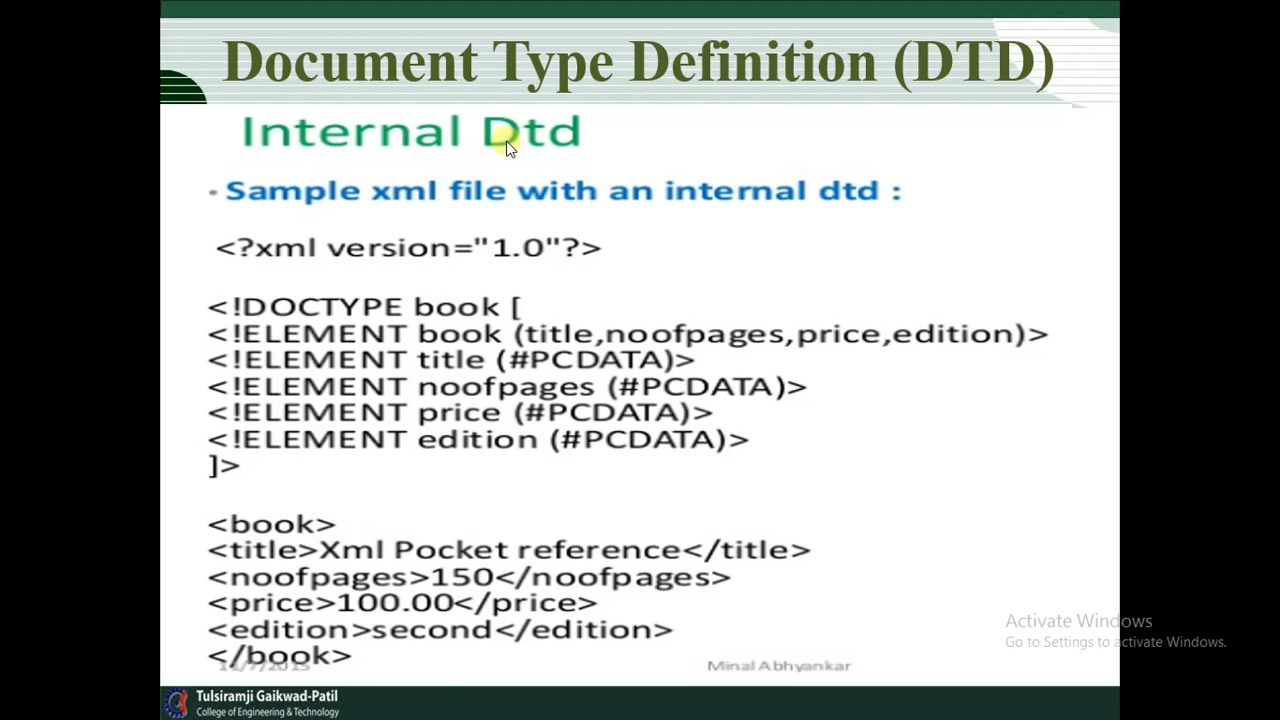 Document Type Definition (DTD)
Internal Dtd
• Sample xml file with an internal dtd :
<?xml version="1.0"?>
<!DOCTYPE book [
<!ELEMENT book (title,noofpages,price,edition)>
<!ELEMENT title (#PCDATA)>
<!ELEMENT noofpages (#PCDATA)>
<!ELEMENT price (#PCDATA)>
<!ELEMENT edition (#PCDATA)>
]>
<book>
<title>Xml Pocket reference</title>
<noofpages>150</noofpages>
<price>100.00</price>
<edition>second</edition>
</book>
Minal Abhyankar
Activate Windows
Go to Settings to activate Windows.
Tulsiramji Gaikwad-Patil
College of Engineering & Technology